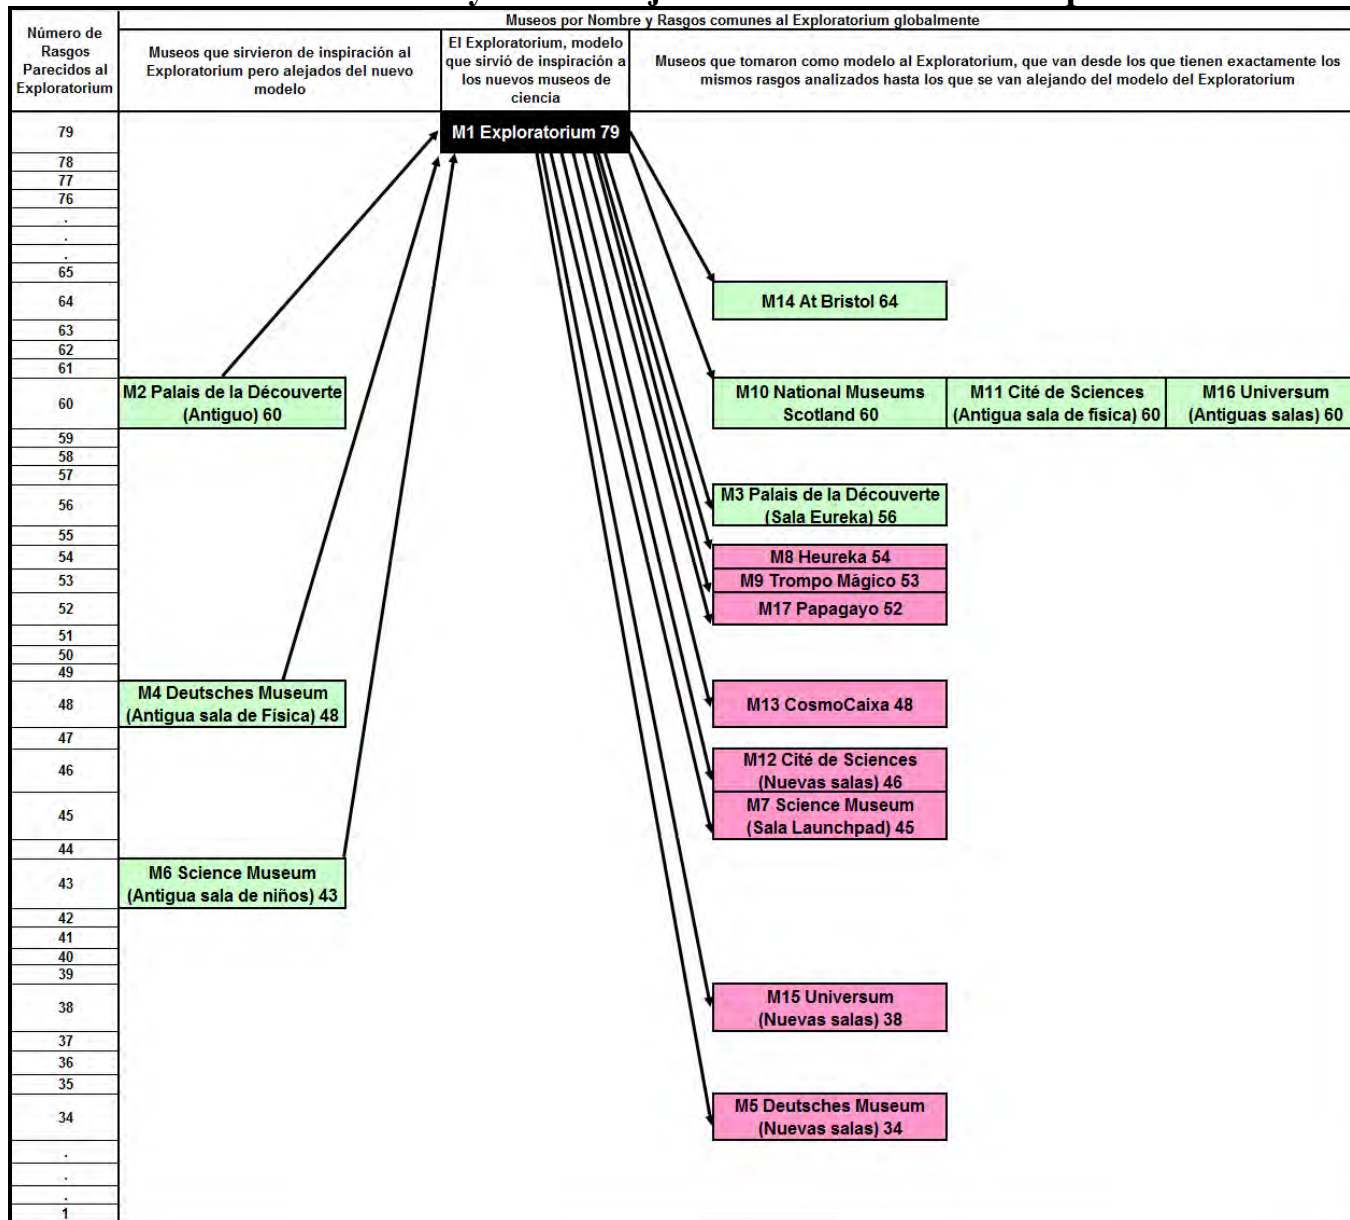 Museos por Nombre y Rasgos comunes al Exploratorium globalmente
Número de
Rasgos
Parecidos al
Exploratorium
Museos que sirvieron de inspiración al
Exploratorium pero alejados del nuevo
modelo
El Exploratorium, modelo
que sirvió de inspiración a
los nuevos museos de
ciencia
Museos que tomaron como modelo al Exploratorium, que van desde los que tienen exactamente los
mismos rasgos analizados hasta los que se van alejando del modelo del Exploratorium
79
M1 Exploratorium 79
78
77
76
.
.
.
65
64
M14 At Bristol 64
63
62
61
60
M2 Palais de la Découverte
(Antiguo) 60
M10 National Museums
Scotland 60
M11 Cité de Sciences
(Antigua sala de física) 60
M16 Universum
(Antiguas salas) 60
59
58
57
56
M3 Palais de la Découverte
(Sala Eureka) 56
55
54
M8 Heureka 54
53
M9 Trompo Mágico 53
52
M17 Papagayo 52
51
50
49
48
M4 Deutsches Museum
(Antigua sala de Física) 48
M13 CosmoCaixa 48
47
46
M12 Cité de Sciences
(Nuevas salas) 46
45
M7 Science Museum
(Sala Launchpad) 45
44
43
M6 Science Museum
(Antigua sala de niños) 43
42
41
40
39
38
M15 Universum
(Nuevas salas) 38
37
36
35
34
M5 Deutsches Museum
(Nuevas salas) 34
.
.
.
1